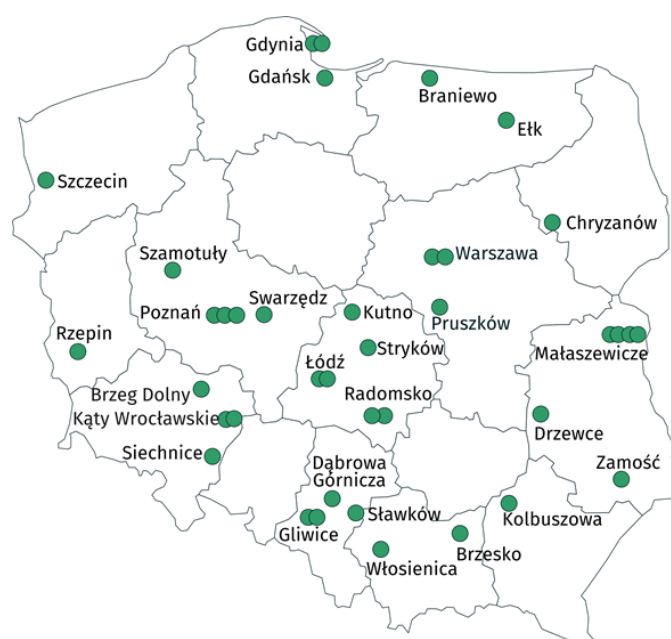 Gdynia
Gdańsk
Braniewo
Ełk
Szczecin
Chryzanów
Szamotuły
Warszawa
Poznań
Swarzędz
Kutno
Pruszków
Rzepin
Stryków
Małaszewicze
Łódź
Brzeg Dolny
Radomsko
Kąty Wrocławskie
Drzewce
Siechnice
Dąbrowa
Górnicza
Zamość
Sławków
Kolbuszowa
Gliwice
Brzesko
Włosienica